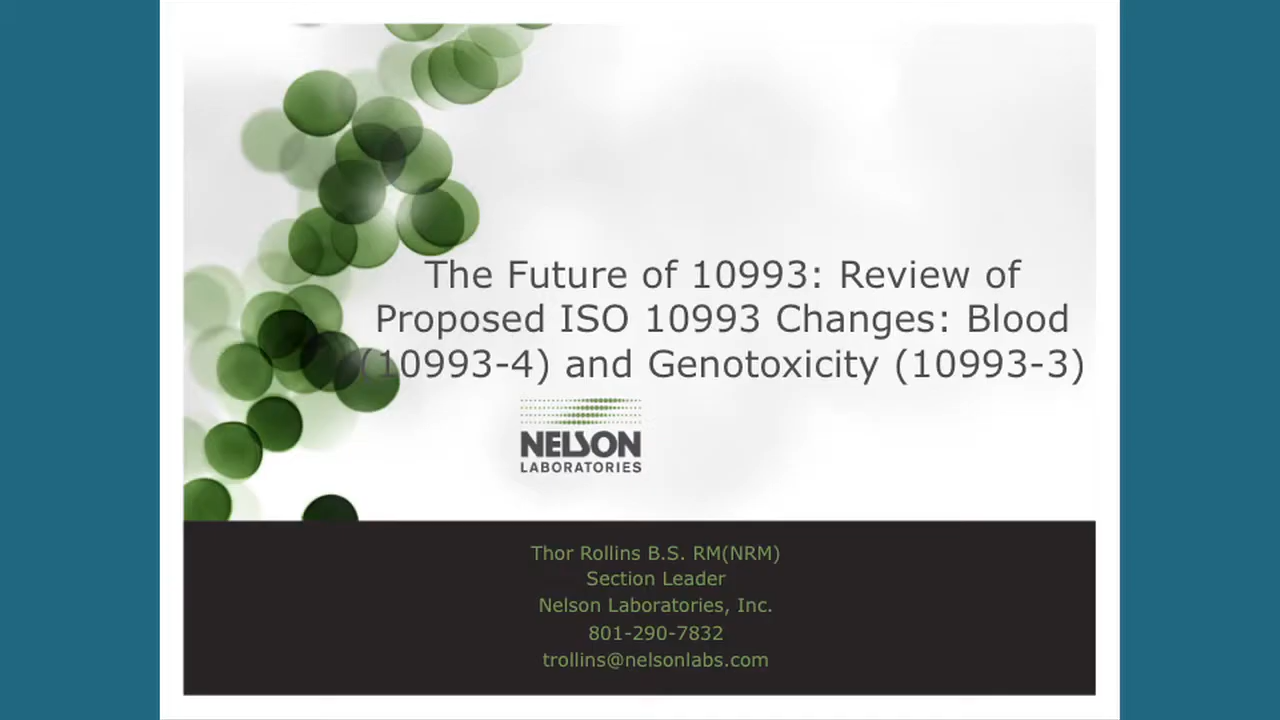 The Future of 10993: Review of
Proposed ISO 10993 Changes: Blood
(10993-4) and Genotoxicity (10993-3)
NELSON
LABORATORIES
Thor Rollins B.S. RM(NRM)
Section Leader
Nelson Laboratories, Inc.
801-290-7832
trollins@nelsonlabs.com